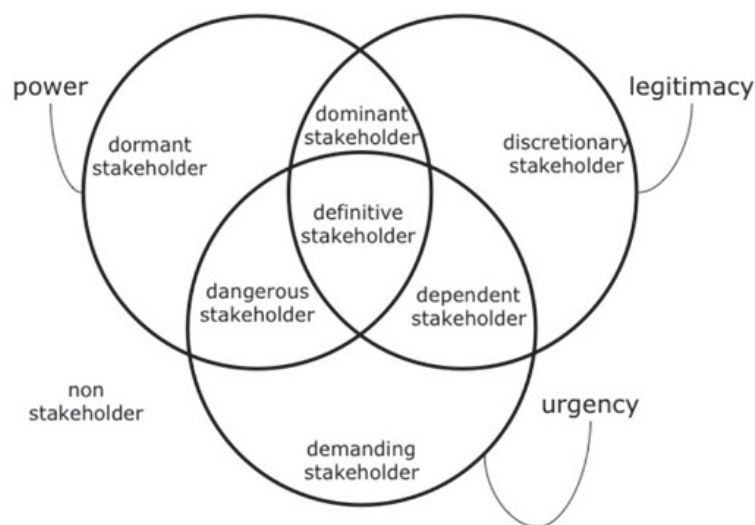 power
legitimacy
dominant
stakeholder
dormant
stakeholder
discretionary
stakeholder
definitive
stakeholder
dangerous
stakeholder
dependent
stakeholder
non
stakeholder
urgency
demanding
stakeholder